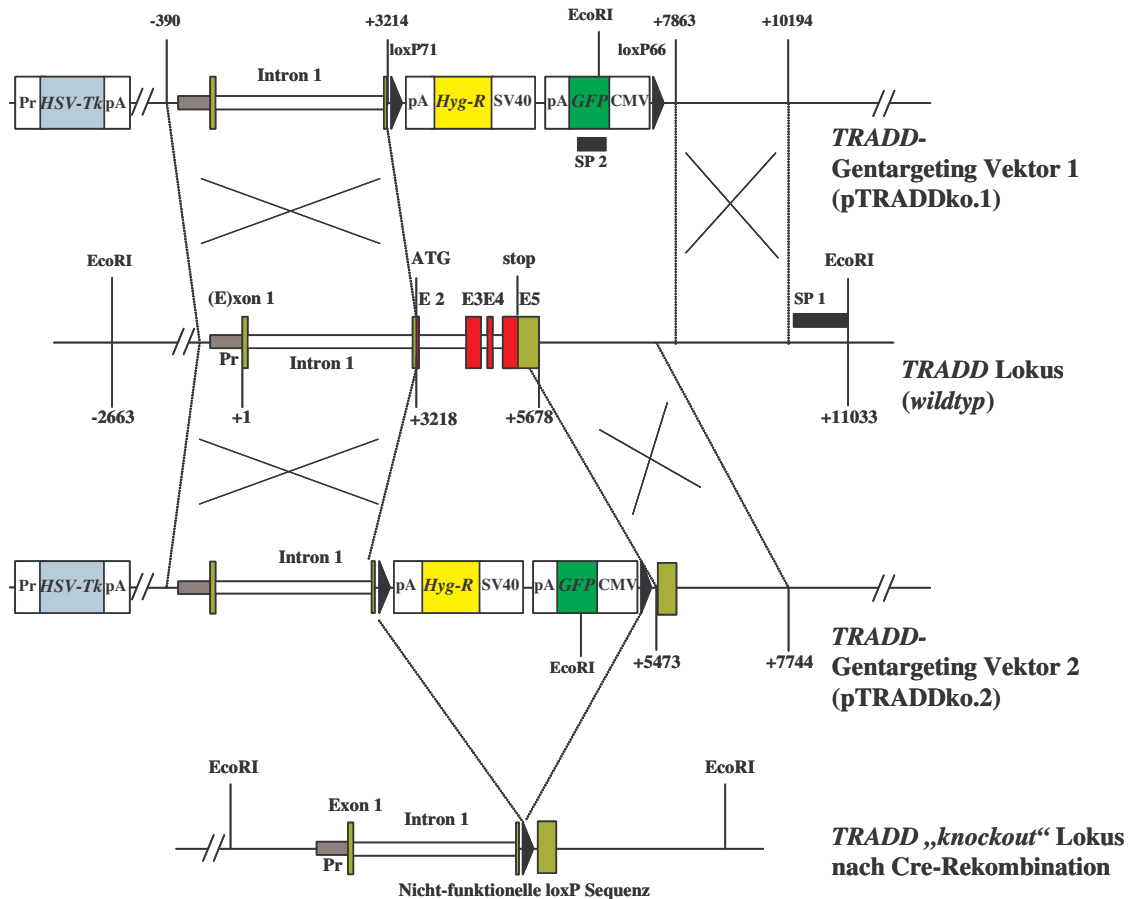 -390
+3214
EcoRI
+7863
+10194
loxP71
loxP66
Intron 1
Pr HSV-Tk pA
pA Hyg-R SV40
pA GFP CMV
SP 2
TRADD-
Gentargeting Vektor 1
(pTRADDko.1)
EcoRI
ATG
stop
EcoRI
(E)xon 1
E 2
E3 E4
E5
SP 1
Pr
Intron 1
-2663
+1
+3218
+5678
+11033
TRADD Lokus
(wildtyp)
Intron 1
Pr HSV-Tk pA
pA Hyg-R SV40
pA GFP CMV
EcoRI
+5473
+7744
TRADD-
Gentargeting Vektor 2
(pTRADDko.2)
EcoRI
EcoRI
Exon 1
Intron 1
Pr
Nicht-funktionelle loxP Sequenz
TRADD „knockout“ Lokus
nach Cre-Rekombination